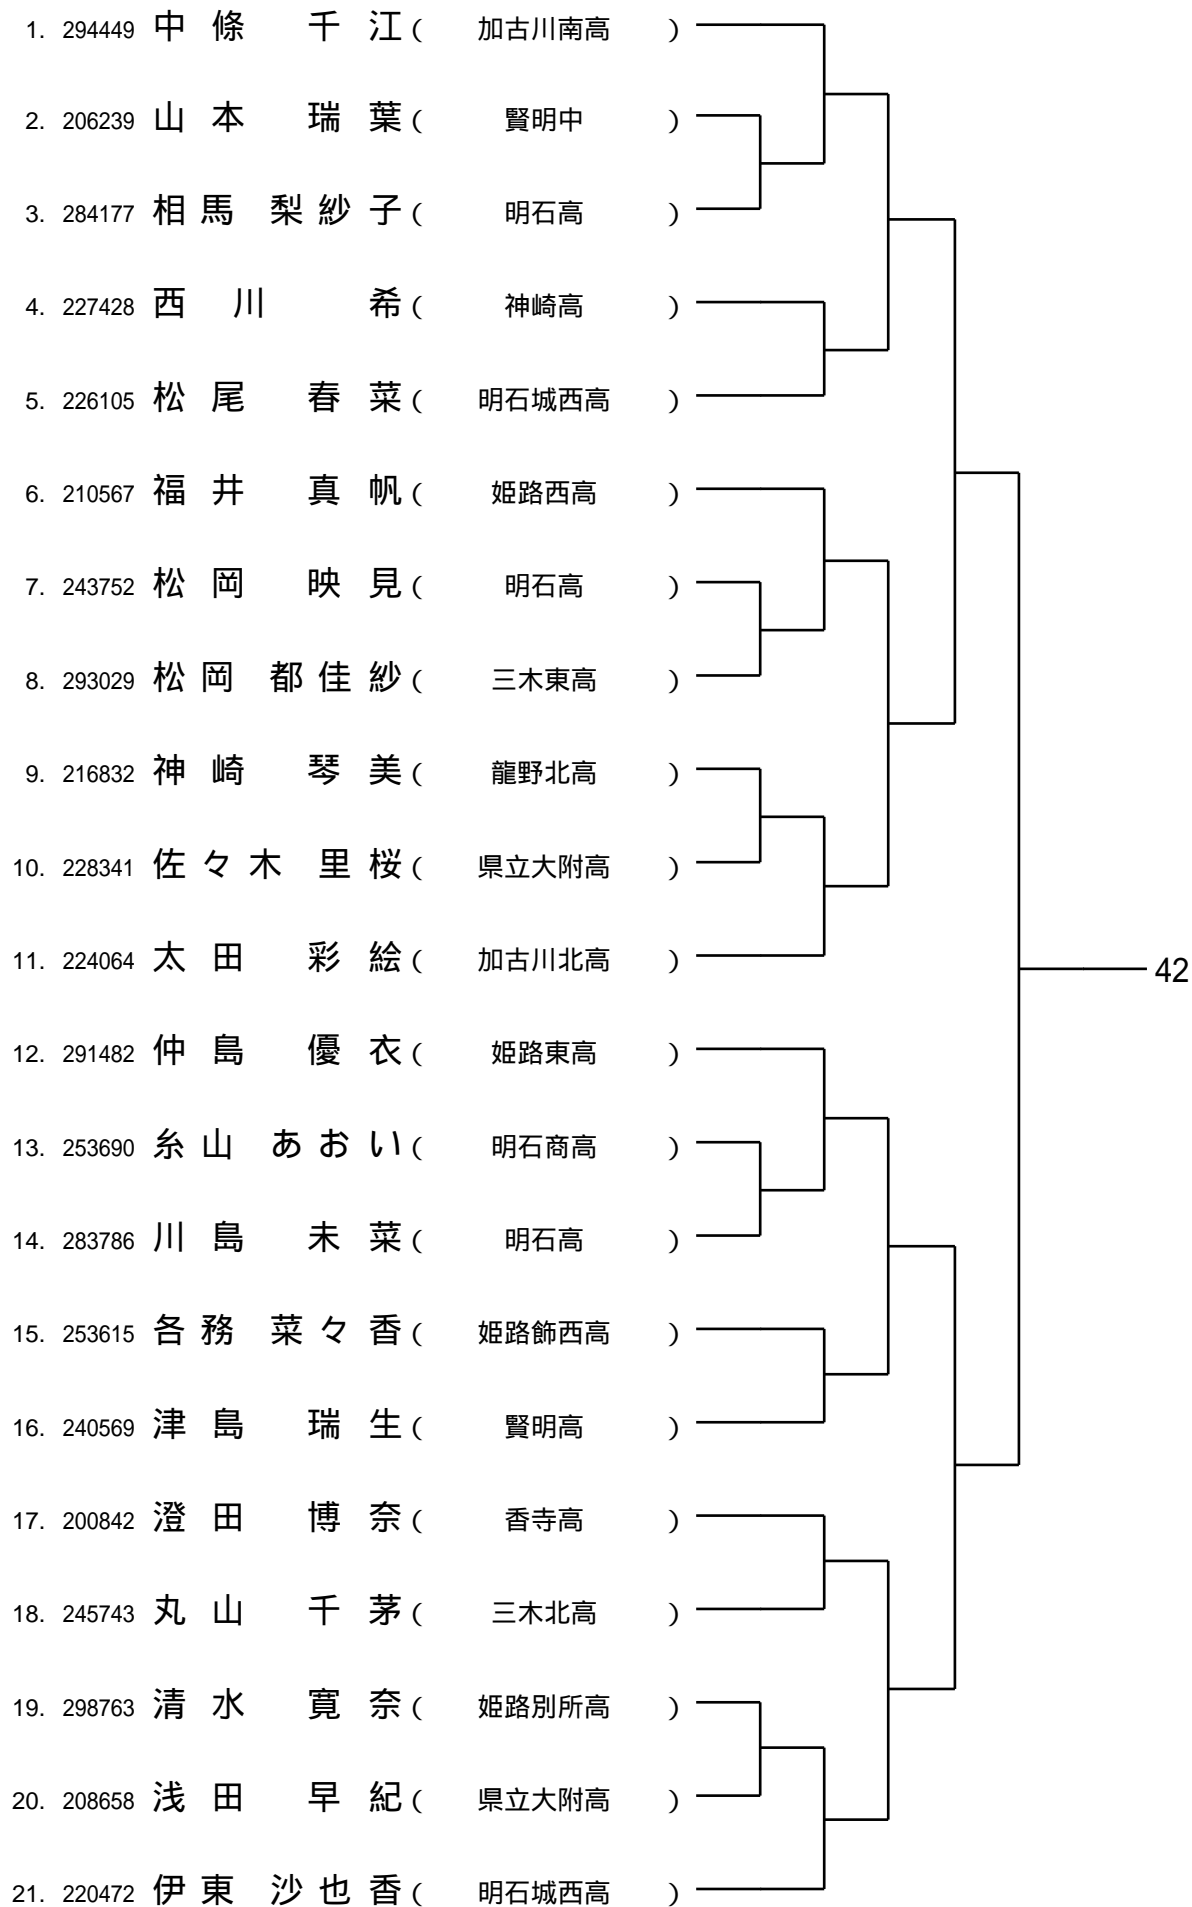 1. 294449 中 條 千 江 ( 加古川南高 )
2. 206239 山 本 瑞 葉 ( 賢明中 )
3. 284177 相 馬 梨 紗 子 ( 明石高 )
4. 227428 西 川 希 ( 神崎高 )
5. 226105 松 尾 春 菜 ( 明石城西高 )
6. 210567 福 井 真 帆 ( 姫路西高 )
7. 243752 松 岡 映 見 ( 明石高 )
8. 293029 松 岡 都 佳 紗 ( 三木東高 )
9. 216832 神 崎 琴 美 ( 龍野北高 )
10. 228341 佐 々 木 里 桜 ( 県立大附高 )
11. 224064 太 田 彩 絵 ( 加古川北高 )
42
12. 291482 仲 島 優 衣 ( 姫路東高 )
13. 253690 糸 山 あ お い ( 明石商高 )
14. 283786 川 島 未 菜 ( 明石高 )
15. 253615 各 務 菜 々 香 ( 姫路飾西高 )
16. 240569 津 島 瑞 生 ( 賢明高 )
17. 200842 澄 田 博 奈 ( 香寺高 )
18. 245743 丸 山 千 茅 ( 三木北高 )
19. 298763 清 水 寛 奈 ( 姫路別所高 )
20. 208658 浅 田 早 紀 ( 県立大附高 )
21. 220472 伊 東 沙 也 香 ( 明石城西高 )